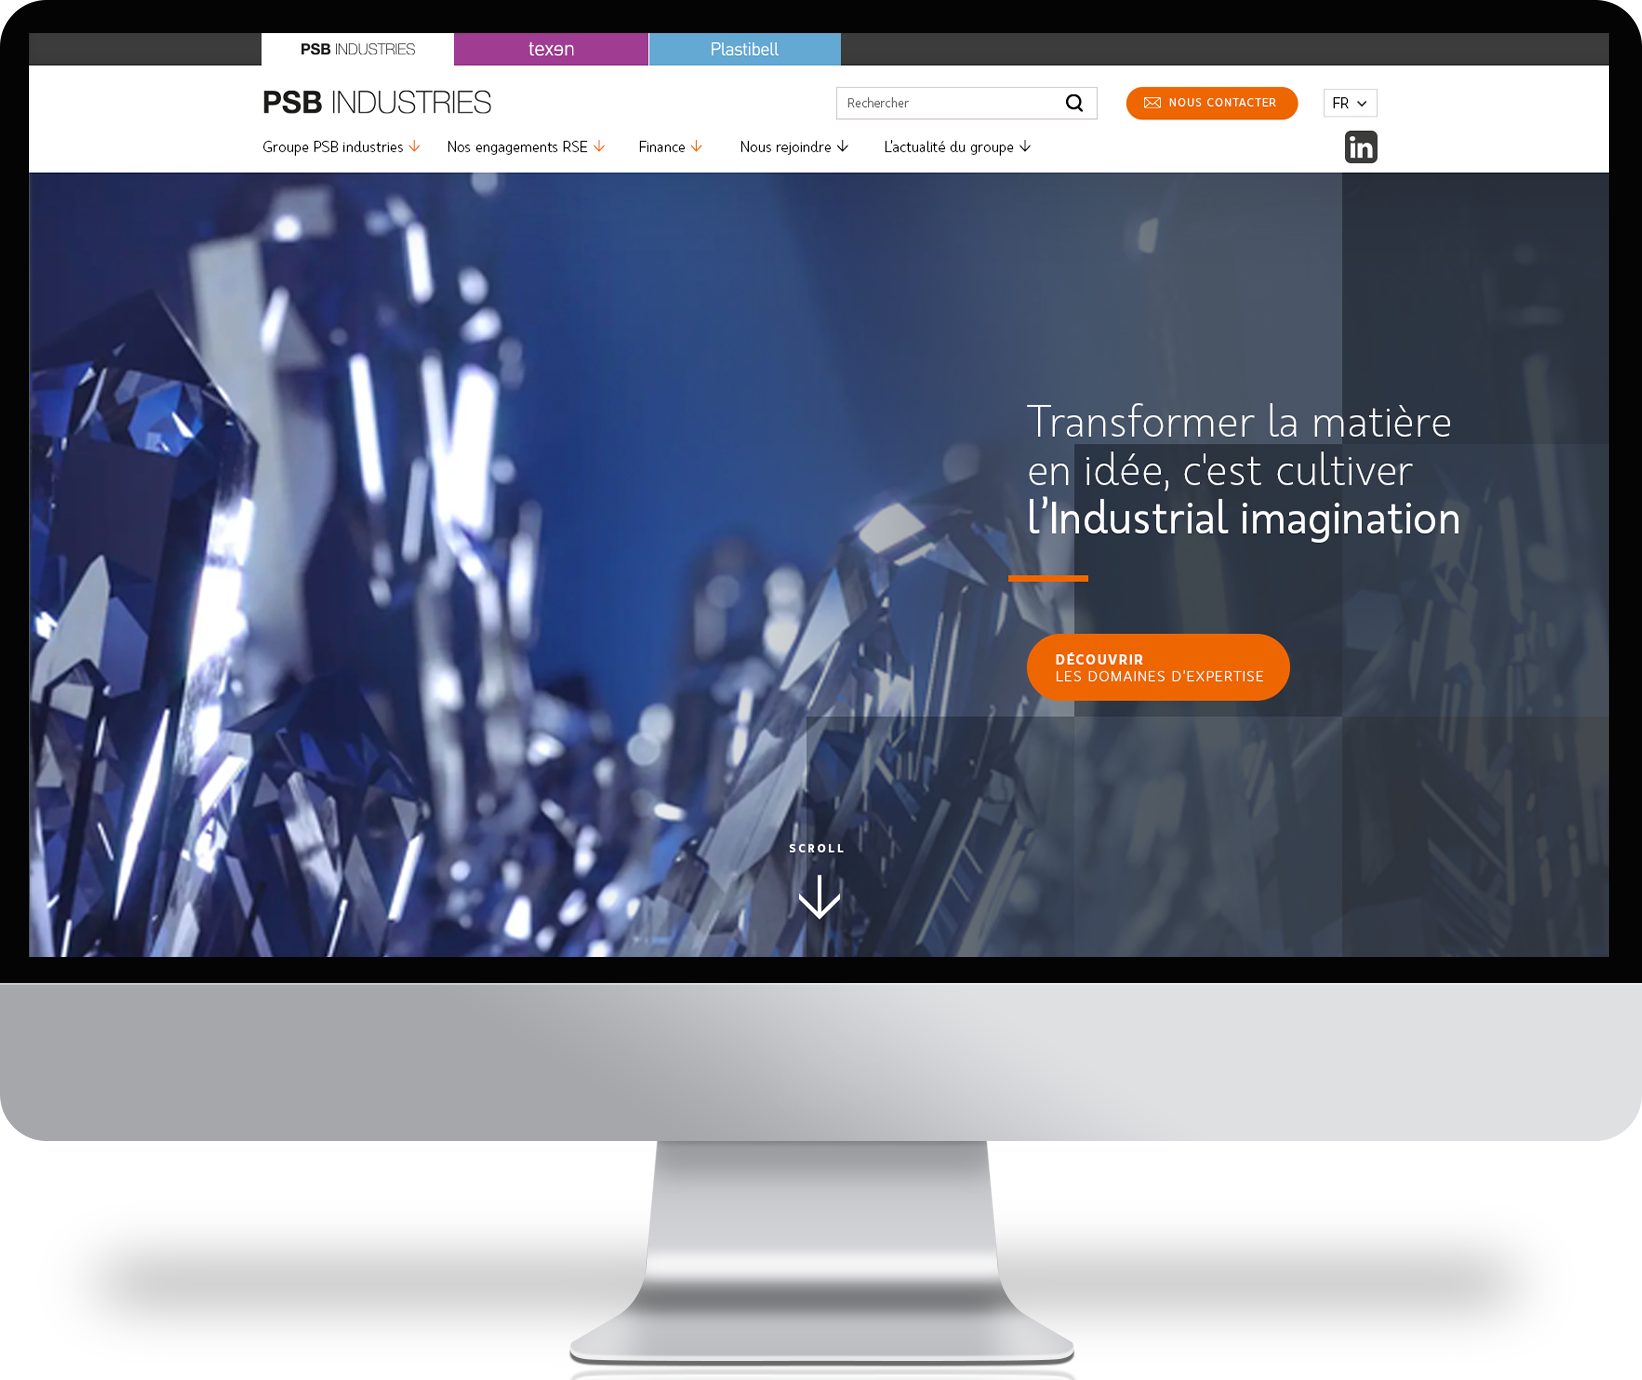 PSB INDUSTRIES
texen
Plastibell
PSB INDUSTRIES
Rechercher
NOUS CONTACTER
FR
Groupe PSB industries
Nos engagements RSE
Finance
Nous rejoindre
L'actualité du groupe
in
Transformer la matière
en idée, c'est cultiver
l'Industrial imagination
DÉCOUVRIR
LES DOMAINES D'EXPERTISE
SCROLL